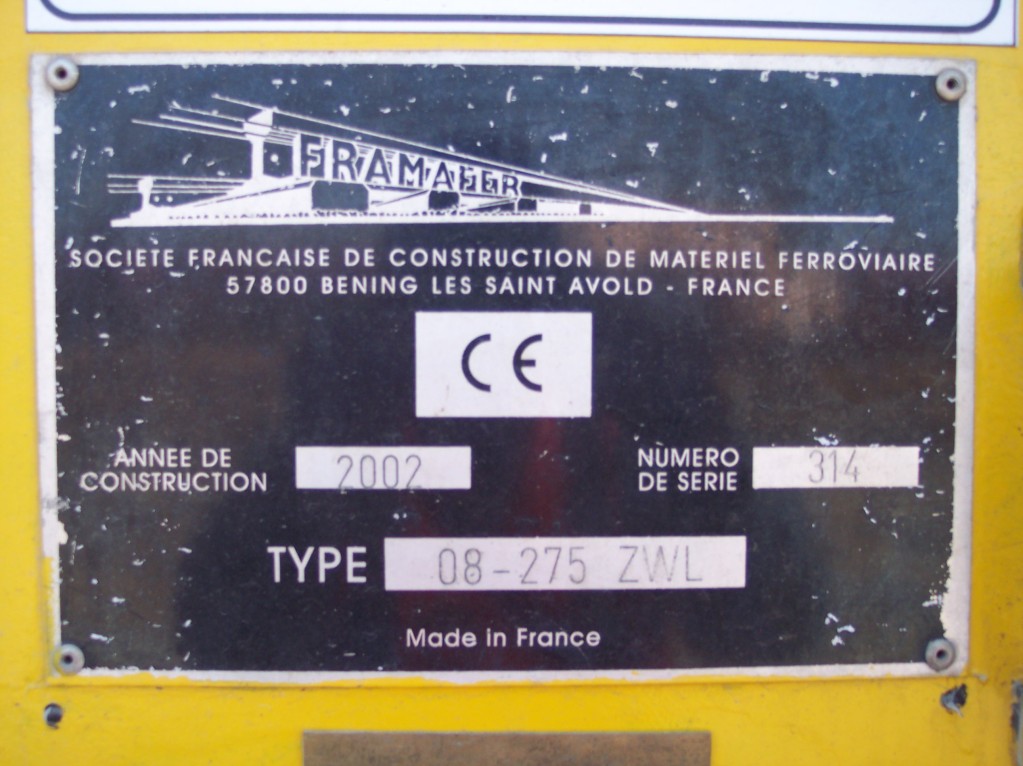 FRAMAFER
SOCIETE FRANCAISE DE CONSTRUCTION DE MATERIEL FERROVIAIRE
57800 BENING LES SAINT AVOLD - FRANCE
CE
ANNEE DE
CONSTRUCTION 2002
NUMERO
DE SERIE 314
TYPE 08-275 ZWL
Made in France